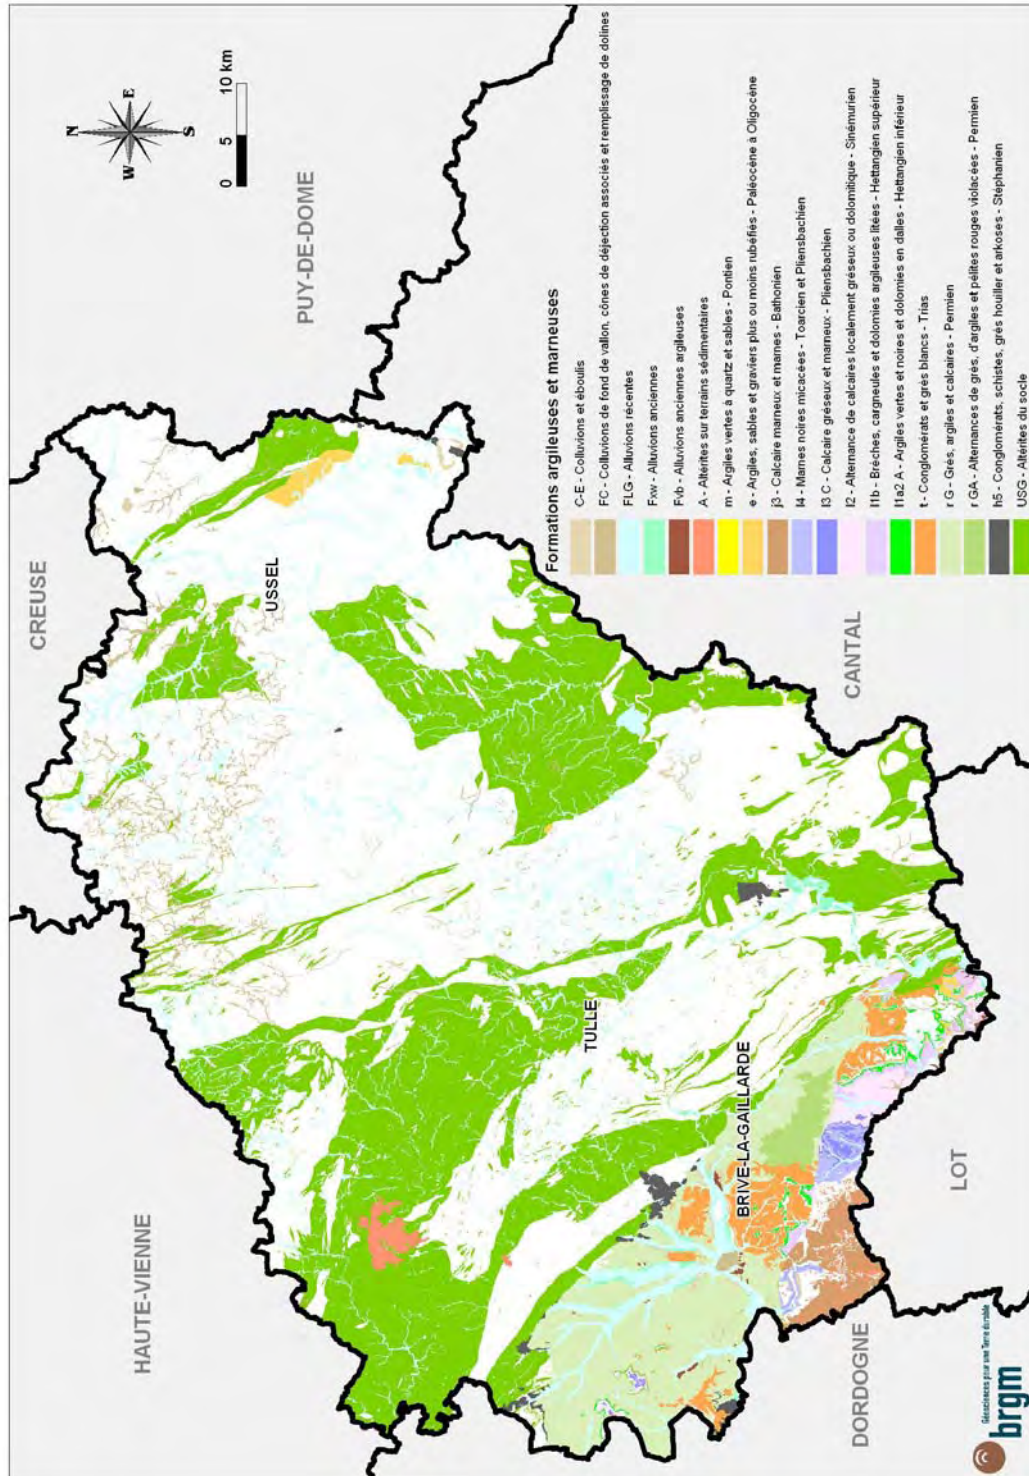 N
W
E
S
0
5
10 km
PUY-DE-DOME
CREUSE
USSEL
HAUTE-VIENNE
TULLE
CANTAL
BRIVE-LA-GAILLARDE
LOT
DORDOGNE
Formations argileuses et marneuses
C-E - Colluvions et éboulis
FC - Colluvions de fond de vallon, cônes de déjection associés et remplissage de dolines
FLG - Alluvions récentes
Fxw - Alluvions anciennes
Fvb - Alluvions anciennes argileuses
A - Altérites sur terrains sédimentaires
m - Argiles vertes à quartz et sables - Pontien
e - Argiles, sables et graviers plus ou moins rubéfiés - Paléocène à Oligocène
j3 - Calcaire marneux et marnes - Bathonien
l4 - Marnes noires micacées - Toarcien et Pliensbachien
l3 C - Calcaire gréseux et marneux - Pliensbachien
l2 - Alternance de calcaires localement gréseux ou dolomitique - Sinémurien
l1b - Brèches, cargneules et dolomies argileuses litées - Hettangien supérieur
l1a2 A - Argiles vertes et noires et dolomies en dalles - Hettangien inférieur
t - Conglomérats et grès blancs - Trias
r G - Grès, argiles et calcaires - Permien
r GA - Alternances de grès, d'argiles et pélites rouges violacées - Permien
h5 - Conglomérats, schistes, grès houiller et arkoses - Stéphanien
USG - Altérites du socle
Géosciences pour une Terre durable
brgm